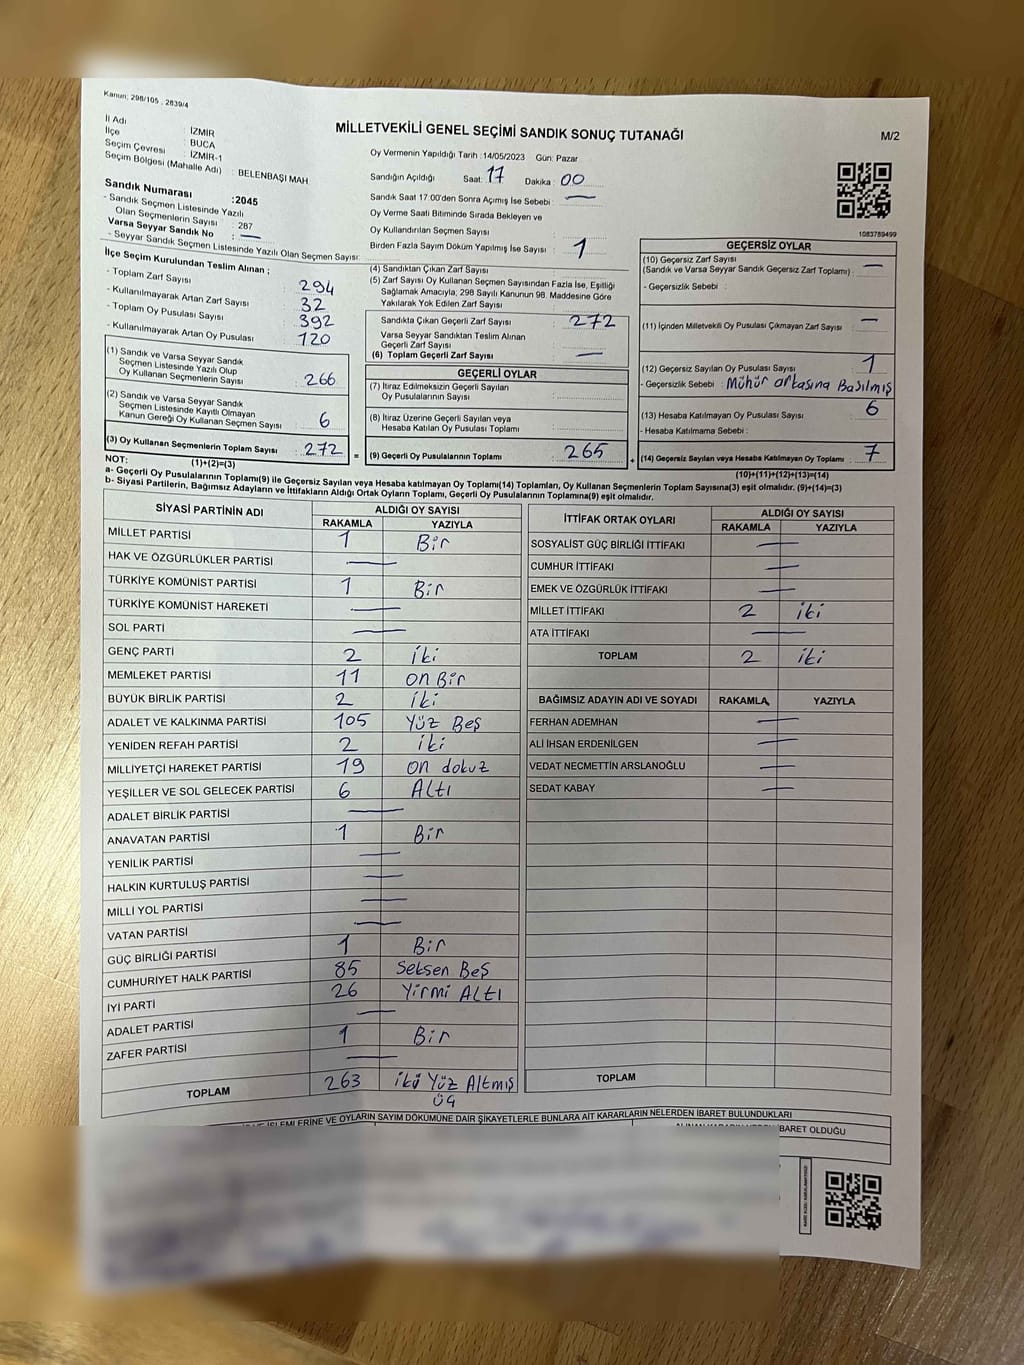 Kanun: 298/105 , 2839/4
MİLLETVEKİLİ GENEL SEÇİMİ SANDIK SONUÇ TUTANAĞI
M/2
İl Adı : İZMİR
İlçe : BUCA
Seçim Çevresi : İZMİR-1
Seçim Bölgesi (Mahalle Adı) : BELENBAŞI MAH.
Sandık Numarası :2045
- Sandık Seçmen Listesinde Yazılı
Olan Seçmenlerin Sayısı : 287
Varsa Seyyar Sandık No : —
- Seyyar Sandık Seçmen Listesinde Yazılı Olan Seçmen Sayısı:
Oy Vermenin Yapıldığı Tarih :14/05/2023 Gün: Pazar
Sandığın Açıldığı Saat: 17 Dakika : 00
Sandık Saat 17:00'den Sonra Açımış İse Sebebi : —
Oy Verme Saati Bitiminde Sırada Bekleyen ve
Oy Kullandırılan Seçmen Sayısı :
Birden Fazla Sayım Döküm Yapılmış İse Sayısı : 1
1083789499
İlçe Seçim Kurulundan Teslim Alınan ;
- Toplam Zarf Sayısı : 294
- Kullanılmayarak Artan Zarf Sayısı : 32
- Toplam Oy Pusulası Sayısı : 392
- Kullanılmayarak Artan Oy Pusulası : 120
(1) Sandık ve Varsa Seyyar Sandık
Seçmen Listesinde Yazılı Olup
Oy Kullanan Seçmenlerin Sayısı : 266
(2) Sandık ve Varsa Seyyar Sandık
Seçmen Listesinde Kayıtlı Olmayan
Kanun Gereği Oy Kullanan Seçmen Sayısı : 6
(3) Oy Kullanan Seçmenlerin Toplam Sayısı : 272 =
(1)+(2)=(3)
(4) Sandıktan Çıkan Zarf Sayısı :
(5) Zarf Sayısı Oy Kullanan Seçmen Sayısından Fazla İse, Eşitliği
Sağlamak Amacıyla, 298 Sayılı Kanunun 98. Maddesine Göre
Yakılarak Yok Edilen Zarf Sayısı :
Sandıkta Çıkan Geçerli Zarf Sayısı : 272
Varsa Seyyar Sandıktan Teslim Alınan
Geçerli Zarf Sayısı :
(6) Toplam Geçerli Zarf Sayısı : —
GEÇERLİ OYLAR
(7) İtiraz Edilmeksizin Geçerli Sayılan
Oy Pusulalarının Sayısı :
(8) İtiraz Üzerine Geçerli Sayılan veya
Hesaba Katılan Oy Pusulası Toplamı :
(9) Geçerli Oy Pusulalarının Toplamı : 265 +
GEÇERSİZ OYLAR
(10) Geçersiz Zarf Sayısı
(Sandık ve Varsa Seyyar Sandık Geçersiz Zarf Toplamı) : —
- Geçersizlik Sebebi :
(11) İçinden Milletvekili Oy Pusulası Çıkmayan Zarf Sayısı : —
(12) Geçersiz Sayılan Oy Pusulası Sayısı : 1
- Geçersizlik Sebebi : Mühür arkasına Basılmış
(13) Hesaba Katılmayan Oy Pusulası Sayısı : 6
- Hesaba Katılmama Sebebi :
(14) Geçersiz Sayılan veya Hesaba Katılmayan Oy Toplamı : 7
(10)+(11)+(12)+(13)=(14)
NOT:
a- Geçerli Oy Pusulalarının Toplamı(9) ile Geçersiz Sayılan veya Hesaba katılmayan Oy Toplamı(14) Toplamları, Oy Kullanan Seçmenlerin Toplam Sayısına(3) eşit olmalıdır. (9)+(14)=(3)
b- Siyasi Partilerin, Bağımsız Adayların ve İttifakların Aldığı Ortak Oyların Toplamı, Geçerli Oy Pusulalarının Toplamına(9) eşit olmalıdır.
SİYASİ PARTİNİN ADI ALDIĞI OY SAYISI
RAKAMLA YAZIYLA
MİLLET PARTİSİ 1 Bir
HAK VE ÖZGÜRLÜKLER PARTİSİ —
TÜRKİYE KOMÜNİST PARTİSİ 1 Bir
TÜRKİYE KOMÜNİST HAREKETİ —
SOL PARTİ —
GENÇ PARTİ 2 iki
MEMLEKET PARTİSİ 11 on Bir
BÜYÜK BİRLİK PARTİSİ 2 iki
ADALET VE KALKINMA PARTİSİ 105 Yüz Beş
YENİDEN REFAH PARTİSİ 2 iki
MİLLİYETÇİ HAREKET PARTİSİ 19 on dokuz
YEŞİLLER VE SOL GELECEK PARTİSİ 6 Altı
ADALET BİRLİK PARTİSİ —
ANAVATAN PARTİSİ 1 Bir
YENİLİK PARTİSİ —
HALKIN KURTULUŞ PARTİSİ —
MİLLİ YOL PARTİSİ —
VATAN PARTİSİ —
GÜÇ BİRLİĞİ PARTİSİ 1 Bir
CUMHURİYET HALK PARTİSİ 85 Seksen Beş
İYİ PARTİ 26 Yirmi Altı
ADALET PARTİSİ —
ZAFER PARTİSİ 1 Bir
—
TOPLAM 263 iki Yüz Altmış
üç
İTTİFAK ORTAK OYLARI ALDIĞI OY SAYISI
RAKAMLA YAZIYLA
SOSYALİST GÜÇ BİRLİĞİ İTTİFAKI —
CUMHUR İTTİFAKI —
EMEK VE ÖZGÜRLÜK İTTİFAKI —
MİLLET İTTİFAKI 2 iki
ATA İTTİFAKI —
TOPLAM 2 iki
BAĞIMSIZ ADAYIN ADI VE SOYADI RAKAMLA YAZIYLA
FERHAN ADEMHAN —
ALİ İHSAN ERDENİLGEN —
VEDAT NECMETTİN ARSLANOĞLU —
SEDAT KABAY —
TOPLAM
İŞLEMLERİNE VE OYLARIN SAYIM DÖKÜMÜNE DAİR ŞİKAYETLERLE BUNLARA AİT KARARLARIN NELERDEN İBARET BULUNDUKLARI
İBARET OLDUĞU